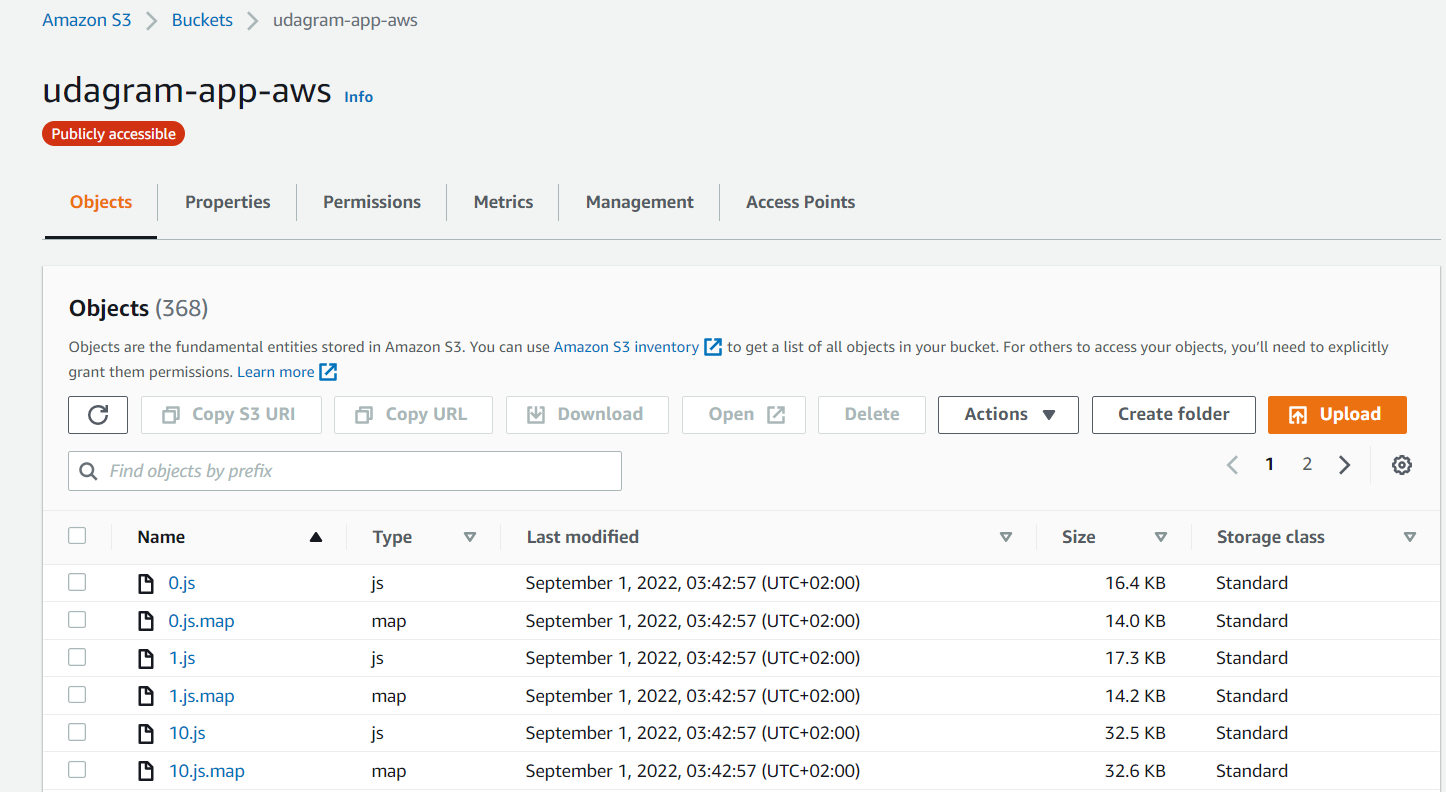 Amazon S3 Buckets udagram-app-aws
udagram-app-aws Info
Publicly accessible
Objects Properties Permissions Metrics Management Access Points
Objects (368)
Objects are the fundamental entities stored in Amazon S3. You can use Amazon S3 inventory to get a list of all objects in your bucket. For others to access your objects, you’ll need to explicitly
grant them permissions. Learn more
Copy S3 URI Copy URL Download Open Delete Actions Create folder Upload
Find objects by prefix 1 2
Name Type Last modified Size Storage class
0.js js September 1, 2022, 03:42:57 (UTC+02:00) 16.4 KB Standard
0.js.map map September 1, 2022, 03:42:57 (UTC+02:00) 14.0 KB Standard
1.js js September 1, 2022, 03:42:57 (UTC+02:00) 17.3 KB Standard
1.js.map map September 1, 2022, 03:42:57 (UTC+02:00) 14.2 KB Standard
10.js js September 1, 2022, 03:42:57 (UTC+02:00) 32.5 KB Standard
10.js.map map September 1, 2022, 03:42:57 (UTC+02:00) 32.6 KB Standard